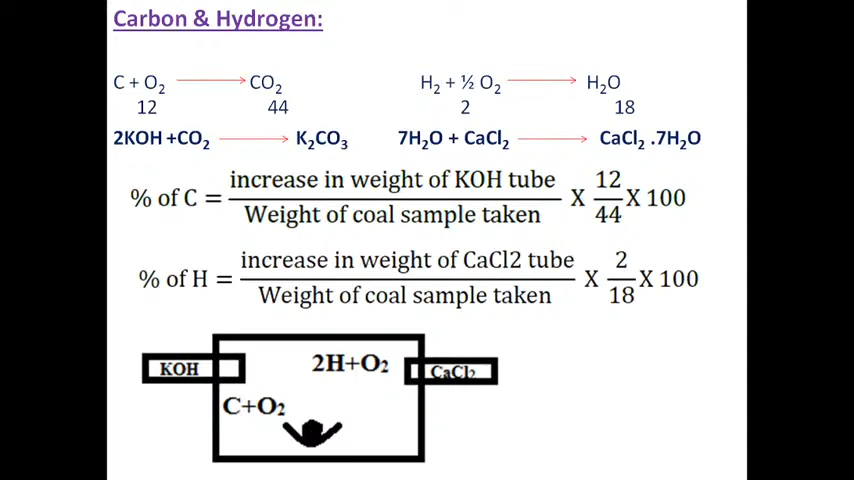 Carbon & Hydrogen:
C + O₂ ⟶ CO₂ H₂ + ½ O₂ ⟶ H₂O
12 44 2 18
2KOH +CO₂ ⟶ K₂CO₃ 7H₂O + CaCl₂ ⟶ CaCl₂ .7H₂O
increase in weight of KOH tube 12
% of C = X X 100
Weight of coal sample taken 44
increase in weight of CaCl2 tube 2
% of H = X X 100
Weight of coal sample taken 18
KOH 2H+O₂ CaCl₂
C+O₂